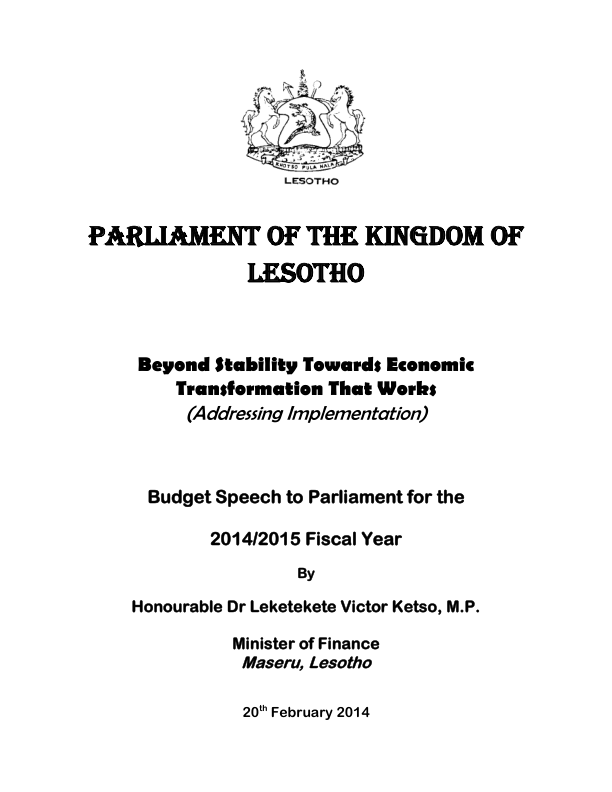 KHOTSO PULA NALA
LESOTHO
PARLIAMENT OF THE KINGDOM OF
LESOTHO
Beyond Stability Towards Economic
Transformation That Works
(Addressing Implementation)
Budget Speech to Parliament for the
2014/2015 Fiscal Year
By
Honourable Dr Leketekete Victor Ketso, M.P.
Minister of Finance
Maseru, Lesotho
20th February 2014